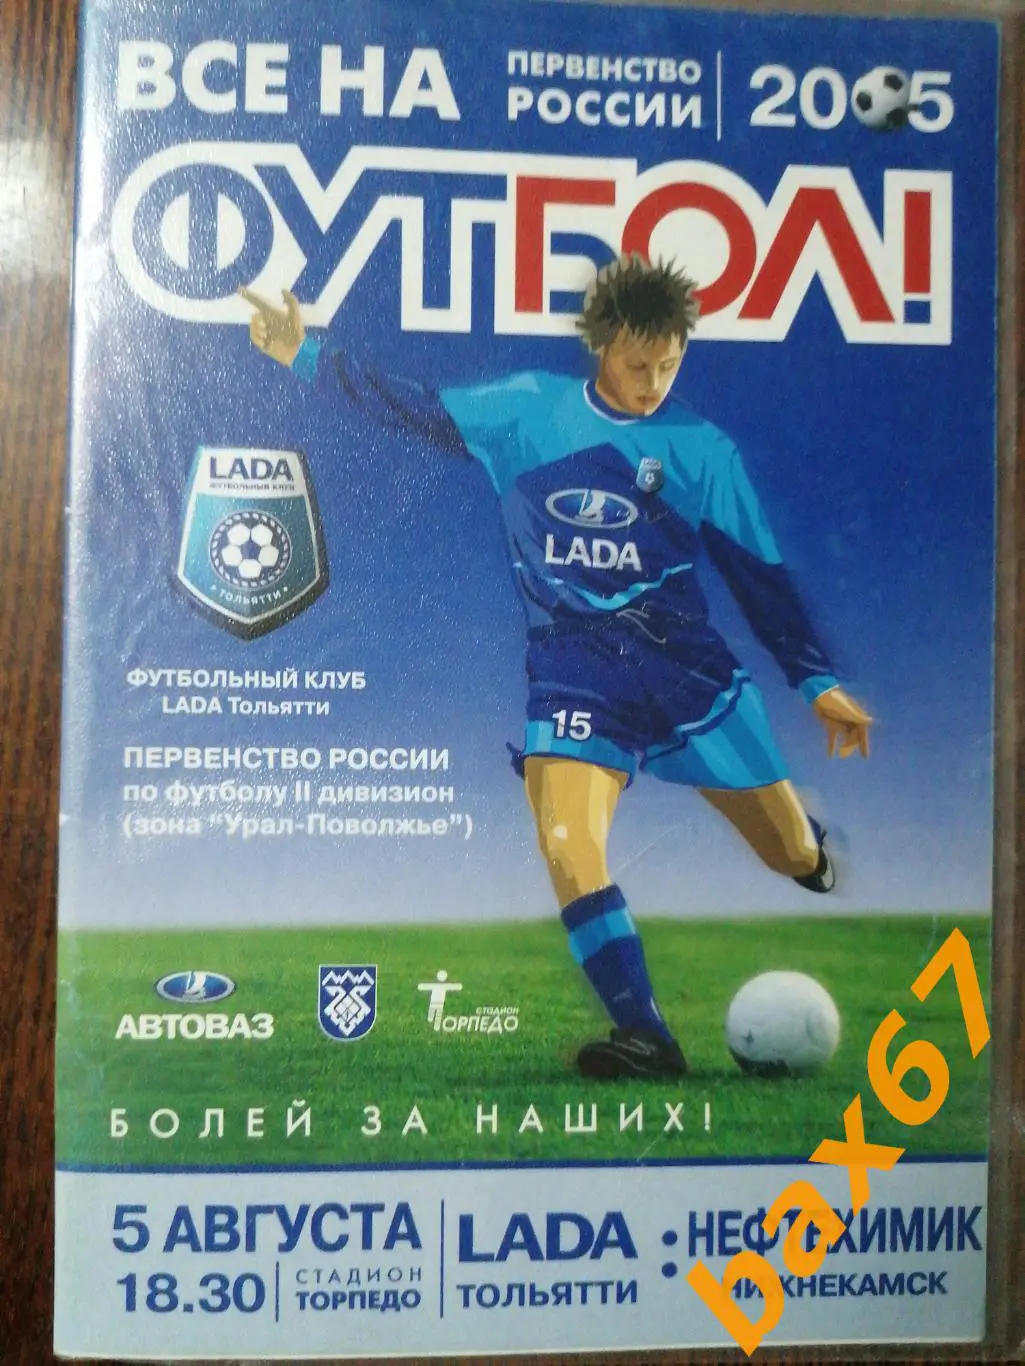 ВСЕ НА
ПЕРВЕНСТВО
РОССИИ
2005
ФУТБОЛ!
LADA
ФУТБОЛЬНЫЙ КЛУБ
ТОЛЬЯТТИ
LADA
15
ФУТБОЛЬНЫЙ КЛУБ
LADA Тольятти
ПЕРВЕНСТВО РОССИИ
по футболу II дивизион
(зона "Урал-Поволжье")
АВТОВАЗ
СТАДИОН
ТОРПЕДО
БОЛЕЙ ЗА НАШИХ!
5 АВГУСТА
18.30
СТАДИОН
ТОРПЕДО
LADA
ТОЛЬЯТТИ
:
НЕФТЕХИМИК
НИЖНЕКАМСК
bax67